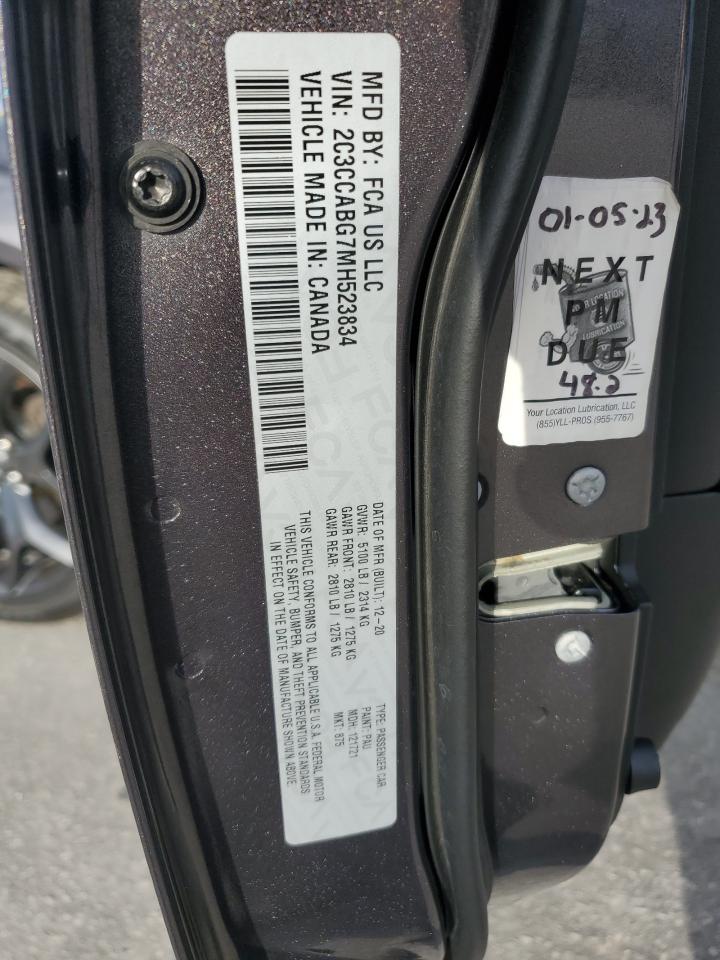 MFD BY: FCA US LLC
VIN: 2C3CCABG7MH523834
VEHICLE MADE IN: CANADA
DATE OF MFR (BUILT): 12-20
GVWR: 5100 LB / 2314 KG
GAWR FRONT: 2810 LB / 1275 KG
GAWR REAR: 2810 LB / 1275 KG
THIS VEHICLE CONFORMS TO ALL APPLICABLE U.S.A. FEDERAL MOTOR
VEHICLE SAFETY, BUMPER, AND THEFT PREVENTION STANDARDS
IN EFFECT ON THE DATE OF MANUFACTURE SHOWN ABOVE.
TYPE: PASSENGER CAR
PAINT: PAU
MDH: 121721
MKT: 875
01-05-23
NEXT
LOCATION
PM
LUBRICATION
DUE
48.2
Your Location Lubrication, LLC
(855)YLL-PROS (955-7767)